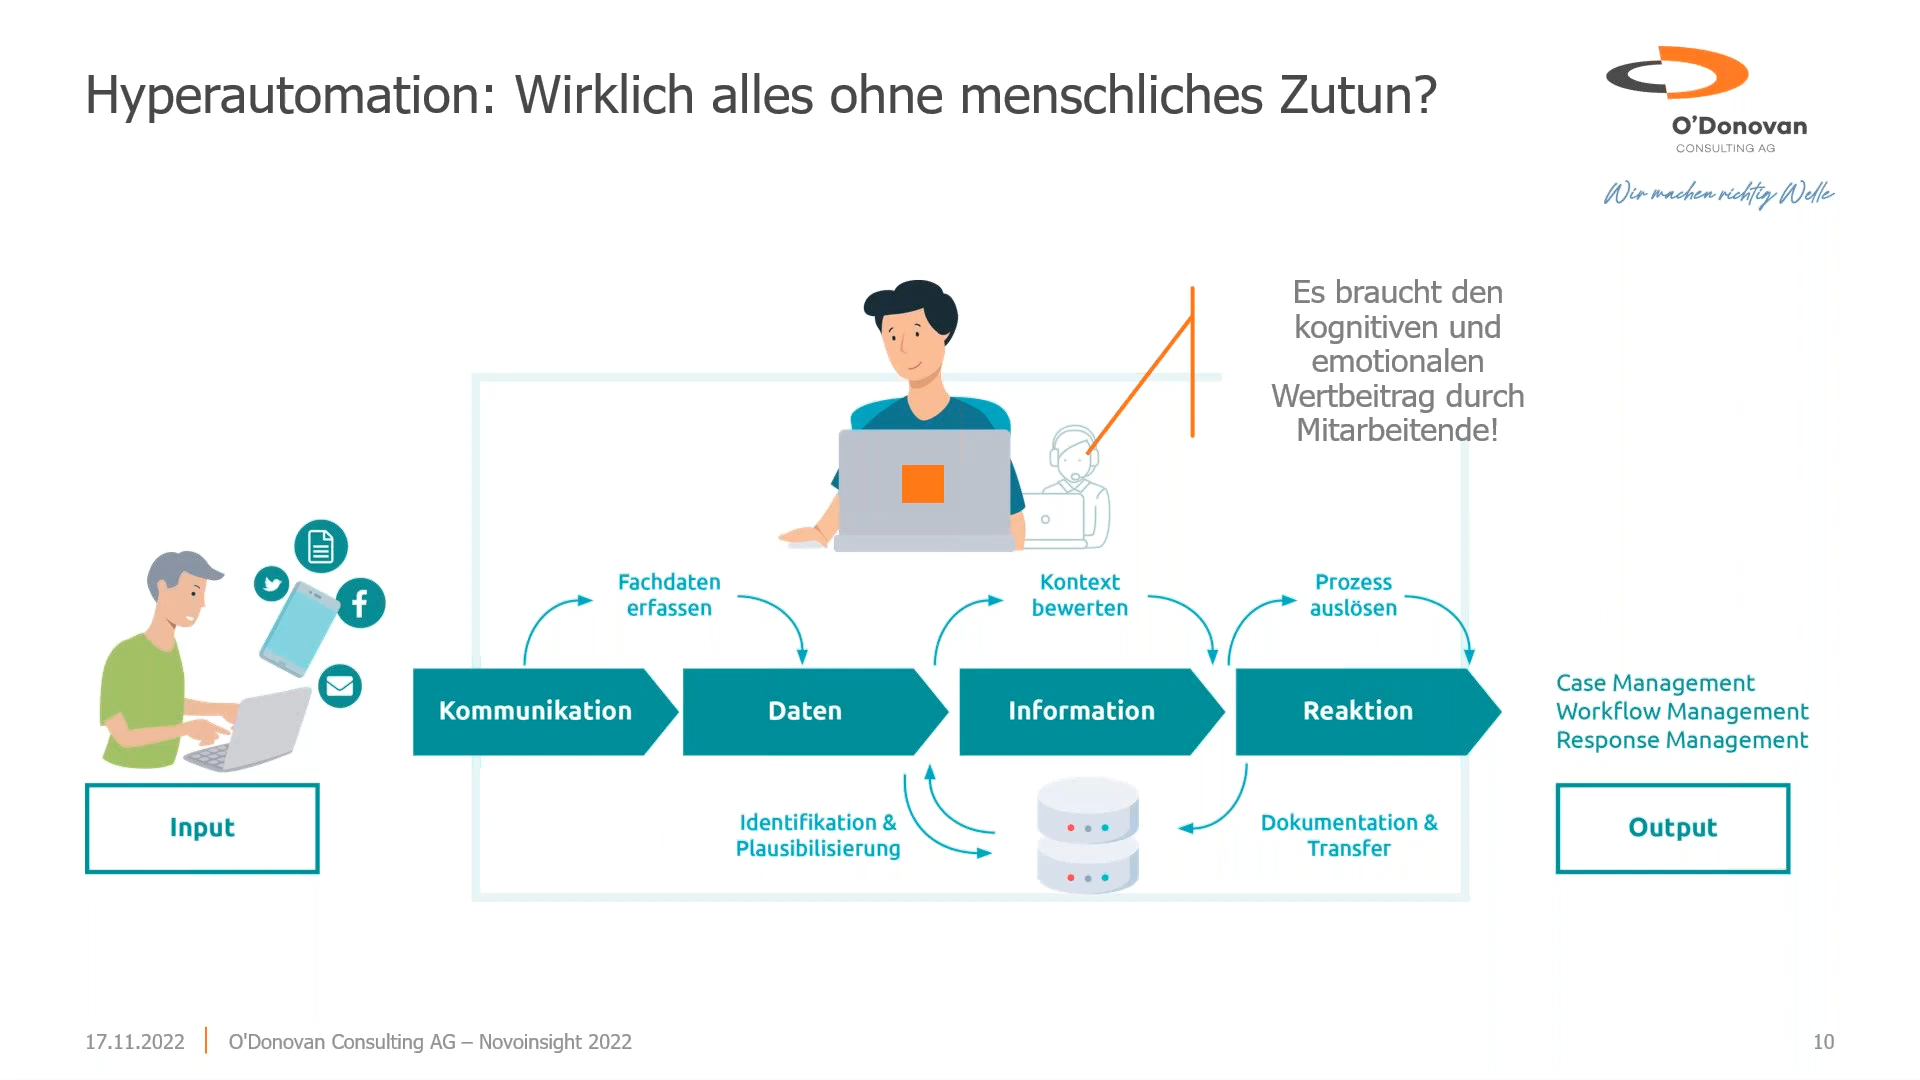 Hyperautomation: Wirklich alles ohne menschliches Zutun?
O'Donovan
CONSULTING AG
Wir machen richtig Welle
Es braucht den
kognitiven und
emotionalen
Wertbeitrag durch
Mitarbeitende!
Fachdaten
erfassen
Kontext
bewerten
Prozess
auslösen
Kommunikation
Daten
Information
Reaktion
Case Management
Workflow Management
Response Management
Identifikation &
Plausibilisierung
Dokumentation &
Transfer
Input
Output
17.11.2022
O'Donovan Consulting AG – Novoinsight 2022
10